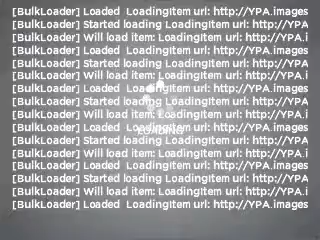 [BulkLoader] Loaded  LoadingItem url: http://YPA.images
[BulkLoader] Started loading LoadingItem url: http://YPA
[BulkLoader] Will load item: LoadingItem url: http://YPA.i
[BulkLoader] Loaded  LoadingItem url: http://YPA.images
[BulkLoader] Started loading LoadingItem url: http://YPA
[BulkLoader] Will load item: LoadingItem url: http://YPA.i
[BulkLoader] Loaded  LoadingItem url: http://YPA.images
[BulkLoader] Started loading LoadingItem url: http://YPA
[BulkLoader] Will load item: LoadingItem url: http://YPA.i
[BulkLoader] Loaded  LoadingItem url: http://YPA.images
LOADING
[BulkLoader] Started loading LoadingItem url: http://YPA
[BulkLoader] Will load item: LoadingItem url: http://YPA.i
[BulkLoader] Loaded  LoadingItem url: http://YPA.images
[BulkLoader] Started loading LoadingItem url: http://YPA
[BulkLoader] Will load item: LoadingItem url: http://YPA.i
[BulkLoader] Loaded  LoadingItem url: http://YPA.images